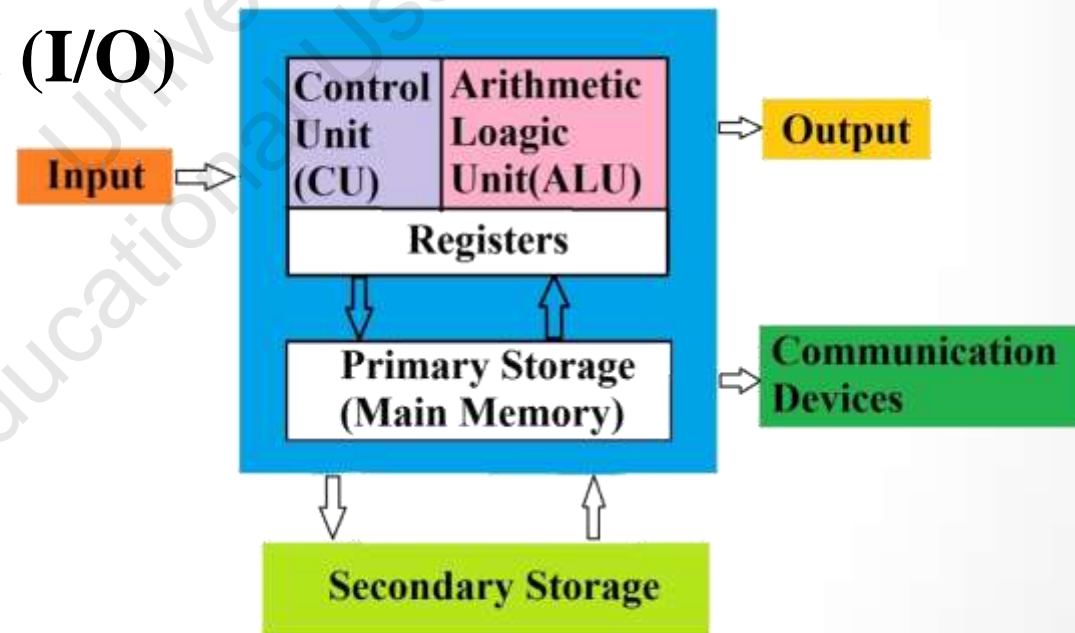 (I/O)
Control
Unit
(CU)
Arithmetic
Loagic
Unit(ALU)
Input
Output
Registers
Primary Storage
(Main Memory)
Communication
Devices
Secondary Storage